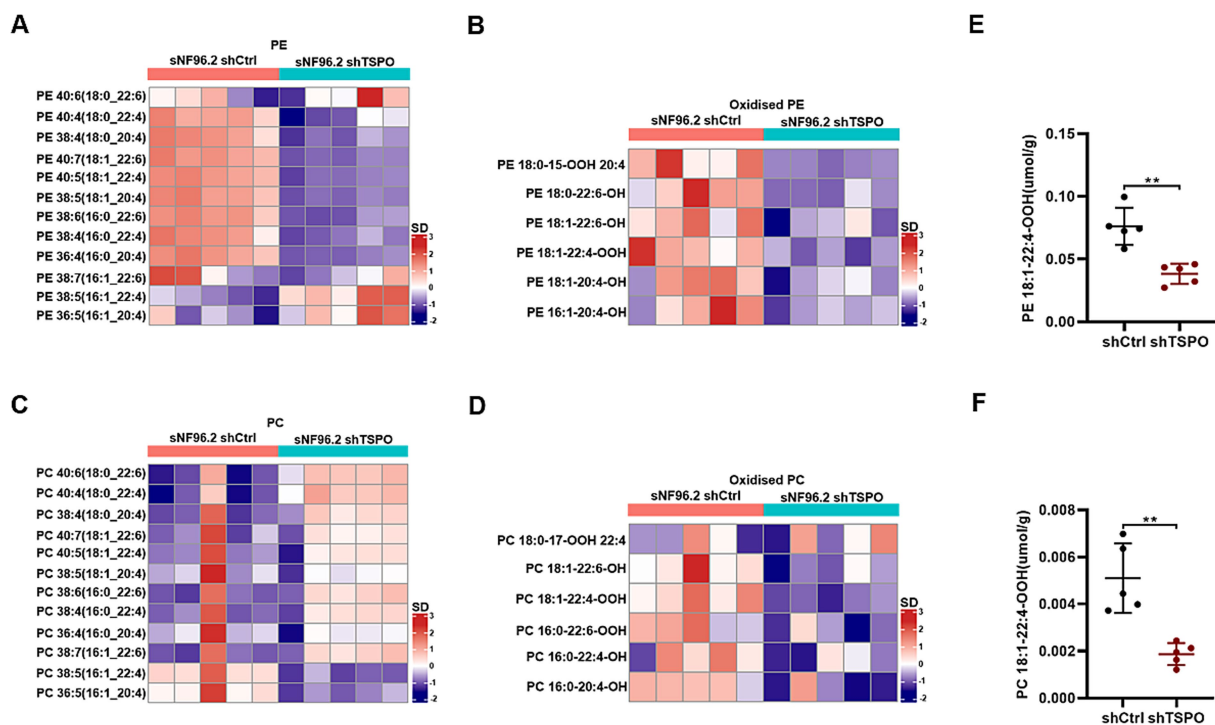 A
PE
sNF96.2 shCtrl
sNF96.2 shTSPO
PE 40:6(18:0_22:6)
PE 40:4(18:0_22:4)
PE 38:4(18:0_20:4)
PE 40:7(18:1_22:6)
PE 40:5(18:1_22:4)
PE 38:5(18:1_20:4)
PE 38:6(16:0_22:6)
PE 38:4(16:0_22:4)
PE 36:4(16:0_20:4)
PE 38:7(16:1_22:6)
PE 38:5(16:1_22:4)
PE 36:5(16:1_20:4)
SD
3
2
1
0
-1
-2
B
Oxidised PE
sNF96.2 shCtrl
sNF96.2 shTSPO
PE 18:0-15-OOH 20:4
PE 18:0-22:6-OH
PE 18:1-22:6-OH
PE 18:1-22:4-OOH
PE 18:1-20:4-OH
PE 16:1-20:4-OH
SD
3
2
1
0
-1
-2
E
PE 18:1-22:4-OOH(umol/g)
0.15
0.10
0.05
0.00
**
shCtrl shTSPO
C
PC
sNF96.2 shCtrl
sNF96.2 shTSPO
PC 40:6(18:0_22:6)
PC 40:4(18:0_22:4)
PC 38:4(18:0_20:4)
PC 40:7(18:1_22:6)
PC 40:5(18:1_22:4)
PC 38:5(18:1_20:4)
PC 38:6(16:0_22:6)
PC 38:4(16:0_22:4)
PC 36:4(16:0_20:4)
PC 38:7(16:1_22:6)
PC 38:5(16:1_22:4)
PC 36:5(16:1_20:4)
SD
3
2
1
0
-1
-2
D
Oxidised PC
sNF96.2 shCtrl
sNF96.2 shTSPO
PC 18:0-17-OOH 22:4
PC 18:1-22:6-OH
PC 18:1-22:4-OOH
PC 16:0-22:6-OOH
PC 16:0-22:4-OH
PC 16:0-20:4-OH
SD
3
2
1
0
-1
-2
F
PC 18:1-22:4-OOH(umol/g)
0.008
0.006
0.004
0.002
0.000
**
shCtrl shTSPO